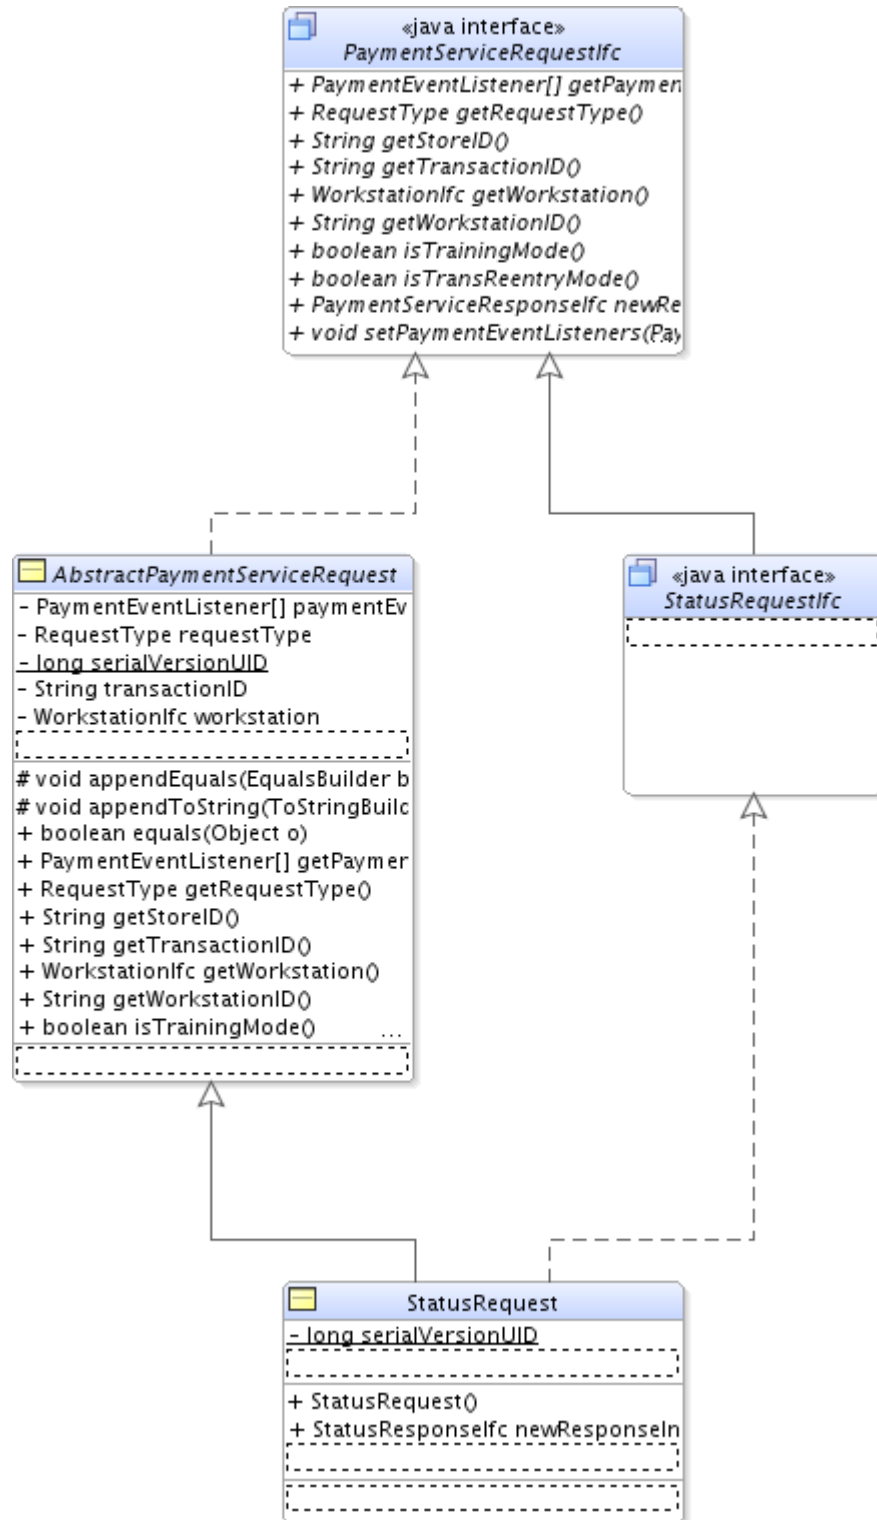 «java interface»
PaymentServiceRequestIfc
+ PaymentEventListener[] getPaymen
+ RequestType getRequestType()
+ String getStoreID()
+ String getTransactionID()
+ WorkstationIfc getWorkstation()
+ String getWorkstationID()
+ boolean isTrainingMode()
+ boolean isTransReentryMode()
+ PaymentServiceResponseIfc newRe
+ void setPaymentEventListeners(Pay
AbstractPaymentServiceRequest
- PaymentEventListener[] paymentEv
- RequestType requestType
- long serialVersionUID
- String transactionID
- WorkstationIfc workstation
# void appendEquals(EqualsBuilder b
# void appendToString(ToStringBuilc
+ boolean equals(Object o)
+ PaymentEventListener[] getPaymer
+ RequestType getRequestType()
+ String getStoreID()
+ String getTransactionID()
+ WorkstationIfc getWorkstation()
+ String getWorkstationID()
+ boolean isTrainingMode() ...
«java interface»
StatusRequestIfc
StatusRequest
- long serialVersionUID
+ StatusRequest()
+ StatusResponseIfc newResponseIn